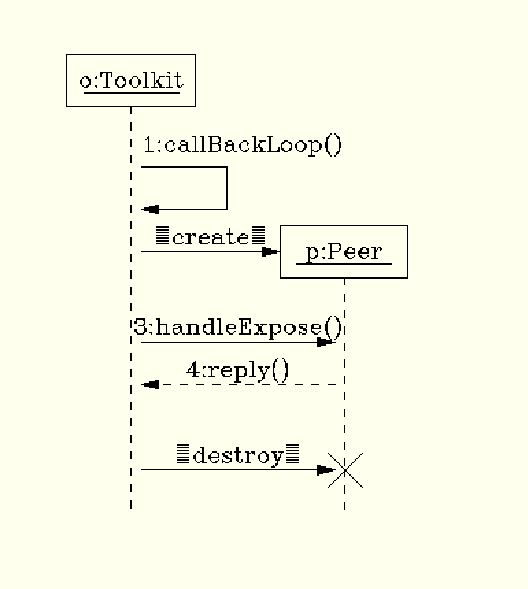 o:Toolkit
1:callBackLoop()
create
p:Peer
3:handleExpose()
4:reply()
destroy